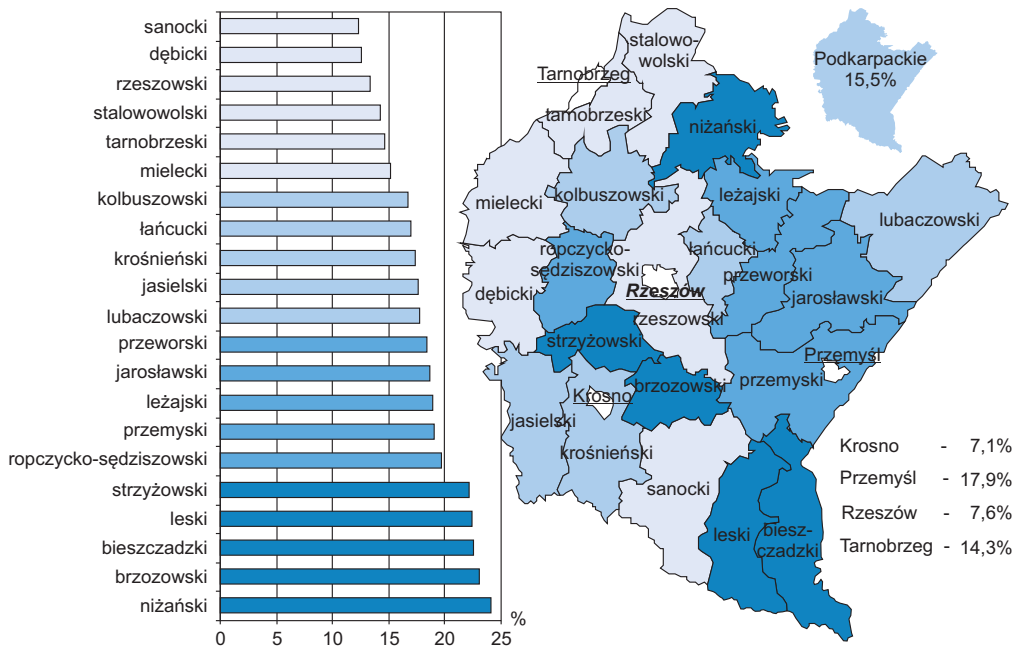 sanocki
dębicki
rzeszowski
stalowowolski
tarnobrzeski
mielecki
kolbuszowski
łańcucki
krośnieński
jasielski
lubaczowski
przeworski
jarosławski
leżajski
przemyski
ropczycko-sędziszowski
strzyżowski
leski
bieszczadzki
brzozowski
niżański
0 5 10 15 20 25
%
stalowo-
wolski
Tarnobrzeg
tarnobrzeski
niżański
Podkarpackie
15,5%
mielecki
kolbuszowski
leżajski
lubaczowski
ropczycko-
sędziszowski
łańcucki
przeworski
jarosławski
dębicki
Rzeszów
rzeszowski
strzyżowski
Przemyśl
przemyski
brzozowski
Krosno
jasielski
krośnieński
sanocki
leski
biesz-
czadzki
Krosno - 7,1%
Przemyśl - 17,9%
Rzeszów - 7,6%
Tarnobrzeg - 14,3%